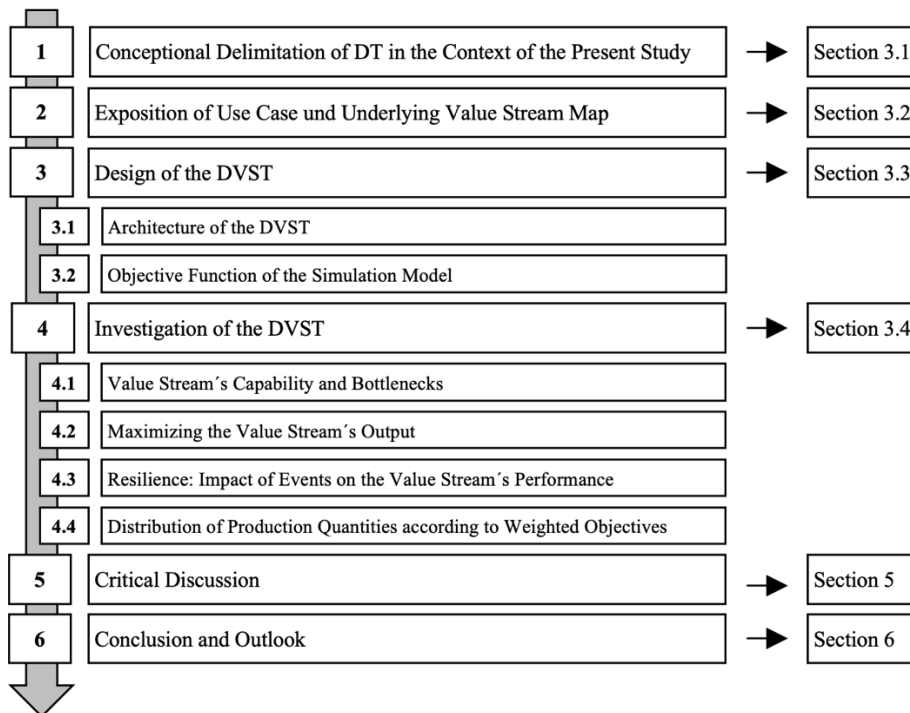 1 Conceptional Delimitation of DT in the Context of the Present Study Section 3.1
2 Exposition of Use Case und Underlying Value Stream Map Section 3.2
3 Design of the DVST Section 3.3
3.1 Architecture of the DVST
3.2 Objective Function of the Simulation Model
4 Investigation of the DVST Section 3.4
4.1 Value Stream´s Capability and Bottlenecks
4.2 Maximizing the Value Stream´s Output
4.3 Resilience: Impact of Events on the Value Stream´s Performance
4.4 Distribution of Production Quantities according to Weighted Objectives
5 Critical Discussion Section 5
6 Conclusion and Outlook Section 6